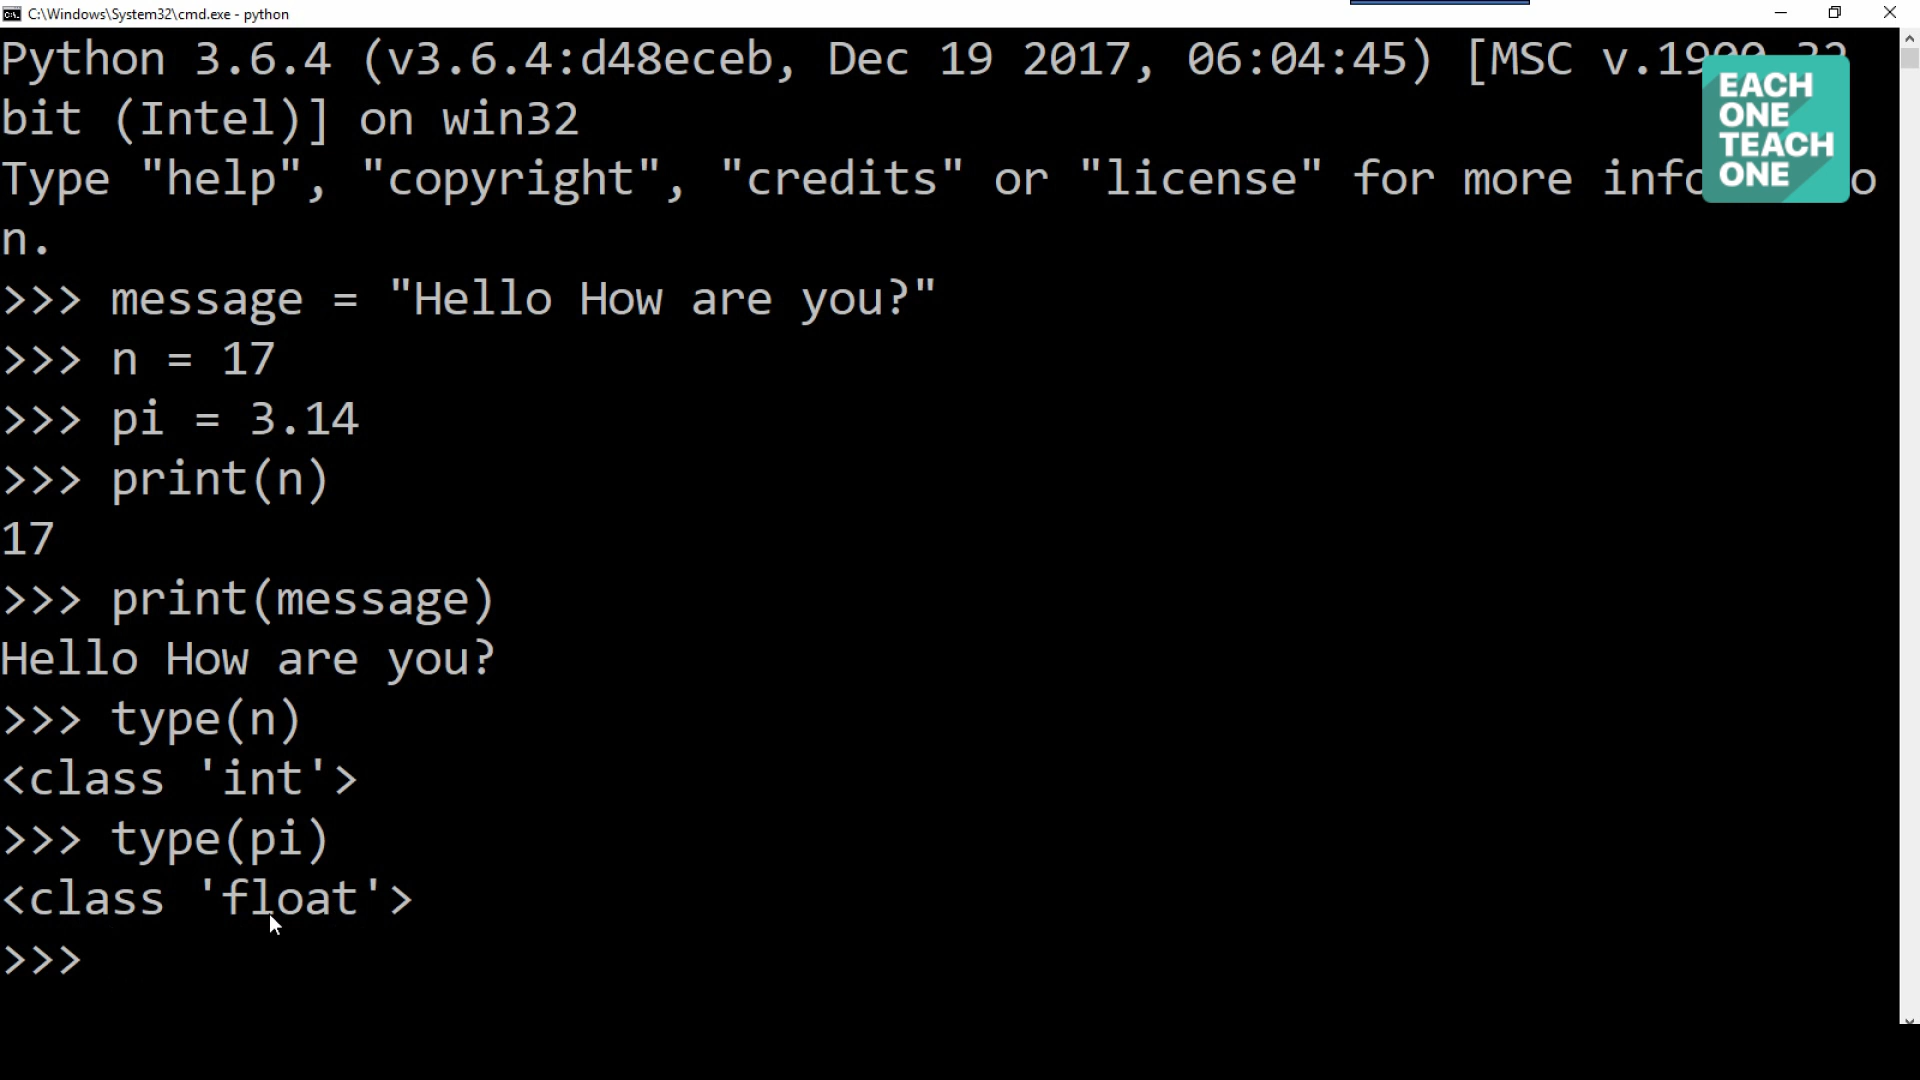 C:\Windows\System32\cmd.exe - python
Python 3.6.4 (v3.6.4:d48eceb, Dec 19 2017, 06:04:45) [MSC v.1900 32
bit (Intel)] on win32
Type "help", "copyright", "credits" or "license" for more info o
n.
>>> message = "Hello How are you?"
>>> n = 17
>>> pi = 3.14
>>> print(n)
17
>>> print(message)
Hello How are you?
>>> type(n)
<class 'int'>
>>> type(pi)
<class 'float'>
>>>
EACH
ONE
TEACH
ONE